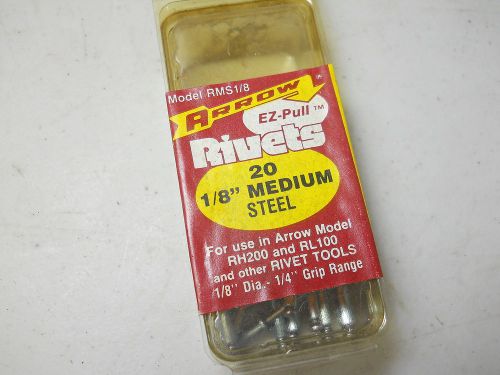 Model RMS1/8
ARROW
EZ-Pull™
Rivets
20
1/8" MEDIUM
STEEL
For use in Arrow Model
RH200 and RL100
and other RIVET TOOLS
1/8" Dia.- 1/4" Grip Range